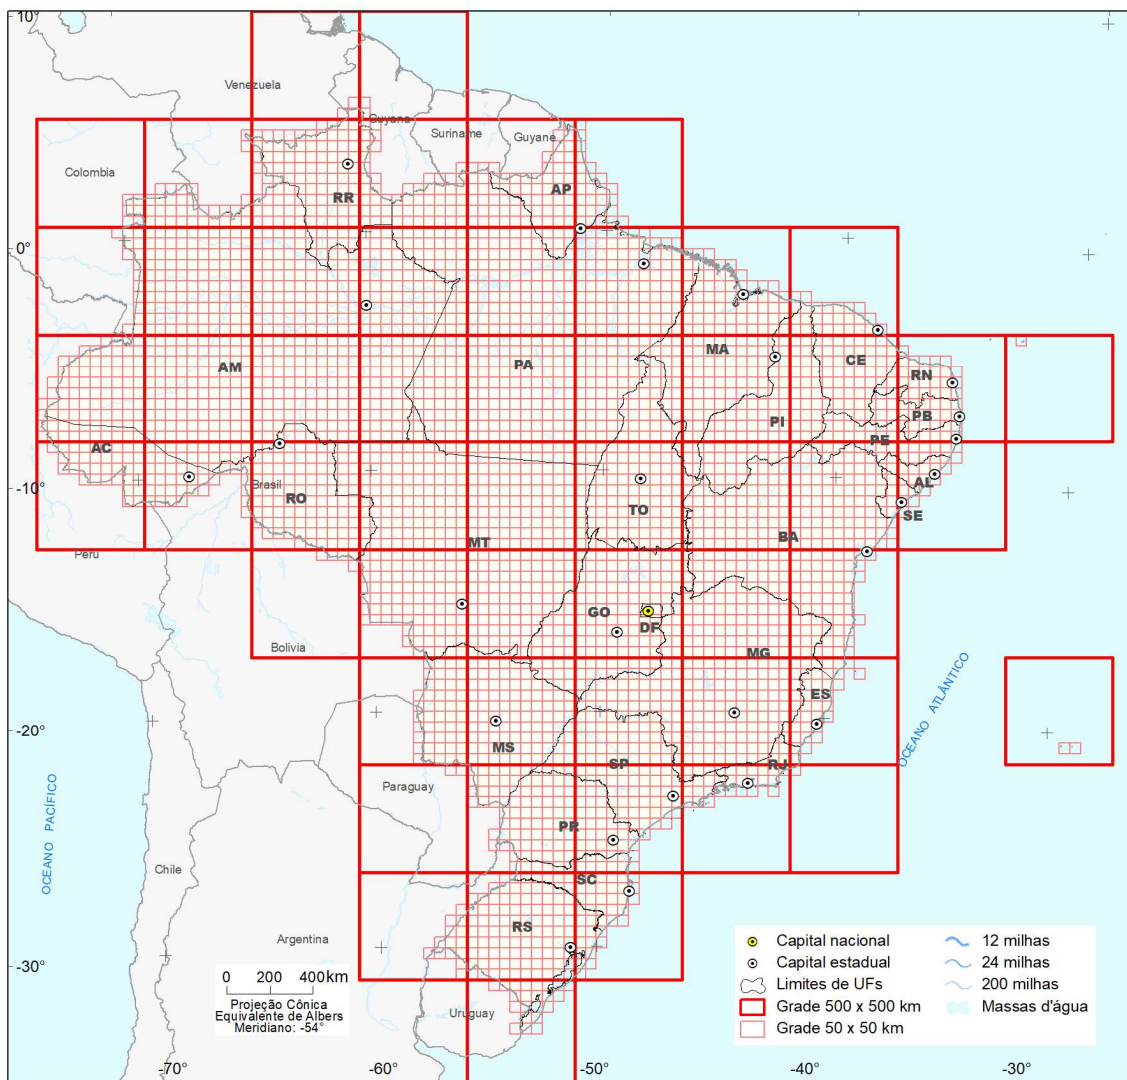 10°
Venezuela
Guyana
Suriname
Guyane
Colombia
AP
RR
0°
MA
CE
AM
PA
RN
PB
PI
PE
AC
AL
Brasil
-10°
RO
TO
SE
BA
MT
Peru
GO
DF
Bolivia
MG
ES
OCEANO ATLÂNTICO
-20°
MS
SP
RJ
Paraguay
PR
OCEANO PACÍFICO
Chile
SC
RS
Argentina
-30°
0 200 400 km
Projeção Cônica
Equivalente de Albers
Meridiano: -54°
Uruguay
Capital nacional
Capital estadual
Limites de UFs
Grade 500 x 500 km
Grade 50 x 50 km
12 milhas
24 milhas
200 milhas
Massas d'água
-70°
-60°
-50°
-40°
-30°